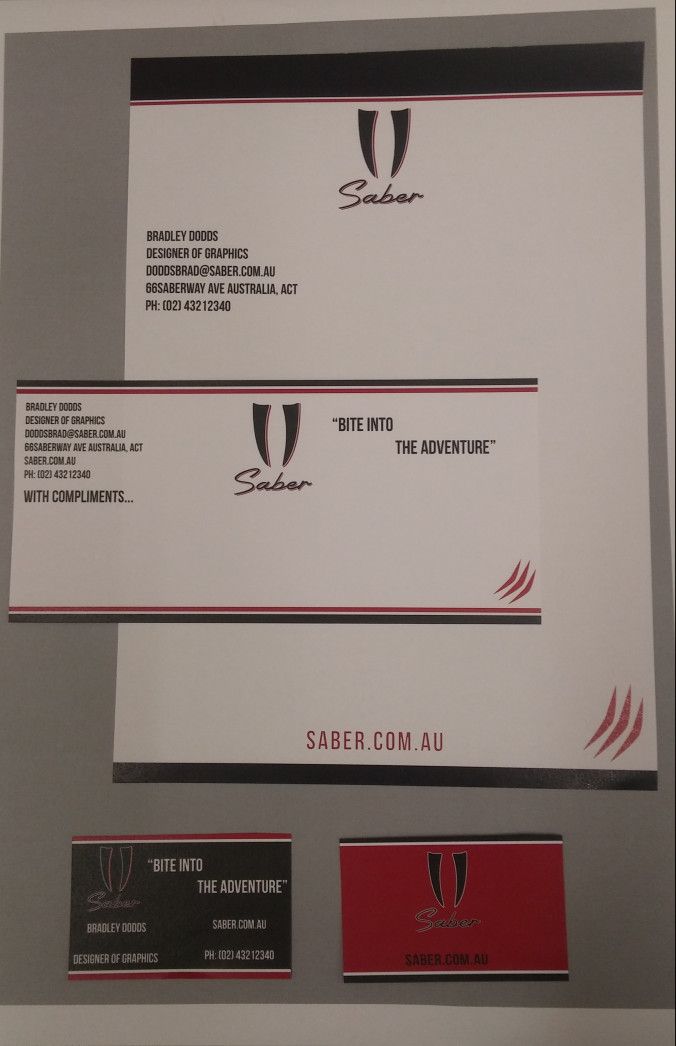 Saber
BRADLEY DODDS
DESIGNER OF GRAPHICS
DODDSBRAD@SABER.COM.AU
66SABERWAY AVE AUSTRALIA, ACT
PH: (02) 43212340
BRADLEY DODDS
DESIGNER OF GRAPHICS
DODDSBRAD@SABER.COM.AU
66SABERWAY AVE AUSTRALIA, ACT
SABER.COM.AU
PH: (02) 43212340
WITH COMPLIMENTS...
Saber
“BITE INTO
THE ADVENTURE”
SABER.COM.AU
Saber
“BITE INTO
THE ADVENTURE”
BRADLEY DODDS
SABER.COM.AU
DESIGNER OF GRAPHICS
PH: (02) 43212340
Saber
SABER.COM.AU